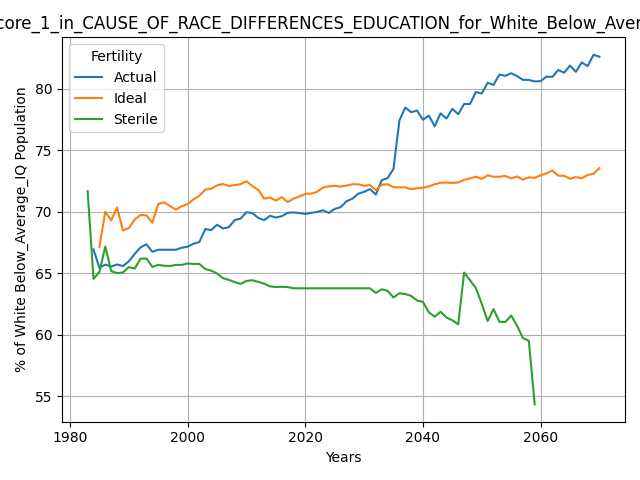 core_1_in_CAUSE_OF_RACE_DIFFERENCES_EDUCATION_for_White_Below_Aver
Fertility
Actual
Ideal
Sterile
% of White Below_Average_IQ Population
80
75
70
65
60
55
1980
2000
2020
2040
2060
Years